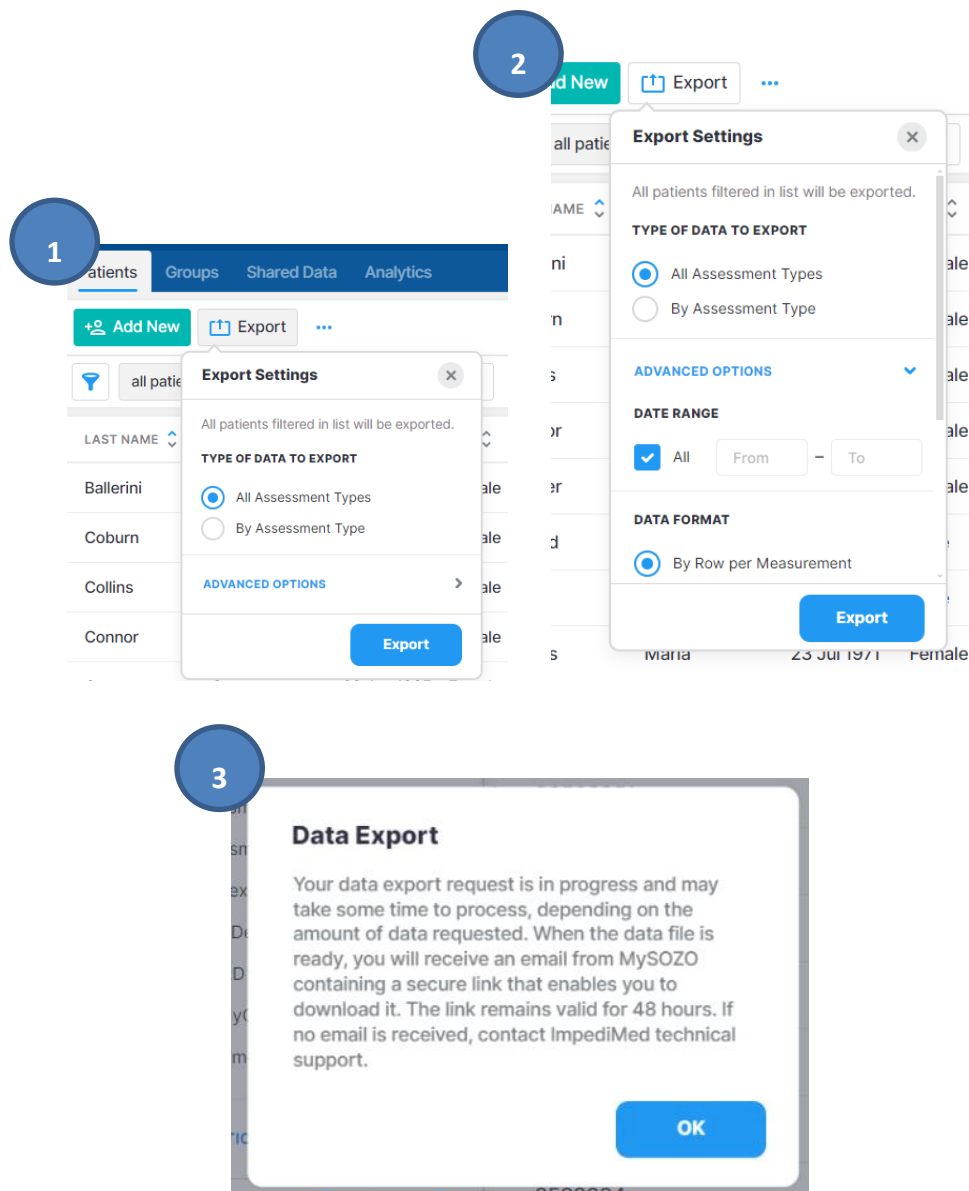 1
Patients Groups Shared Data Analytics
Add New Export
all patie
Export Settings
All patients filtered in list will be exported.
TYPE OF DATA TO EXPORT
All Assessment Types
By Assessment Type
ADVANCED OPTIONS
Export
LAST NAME
Ballerini ale
Coburn ale
Collins ale
Connor ale
2
dd New Export
all patie
Export Settings
All patients filtered in list will be exported.
TYPE OF DATA TO EXPORT
All Assessment Types
By Assessment Type
ADVANCED OPTIONS
DATE RANGE
All From – To
DATA FORMAT
By Row per Measurement
Export
NAME
ni ale
rn ale
s ale
or ale
er ale
d
s Maria 23 Jul 1971 Female
3
Data Export
Your data export request is in progress and may
take some time to process, depending on the
amount of data requested. When the data file is
ready, you will receive an email from MySOZO
containing a secure link that enables you to
download it. The link remains valid for 48 hours. If
no email is received, contact ImpediMed technical
support.
OK